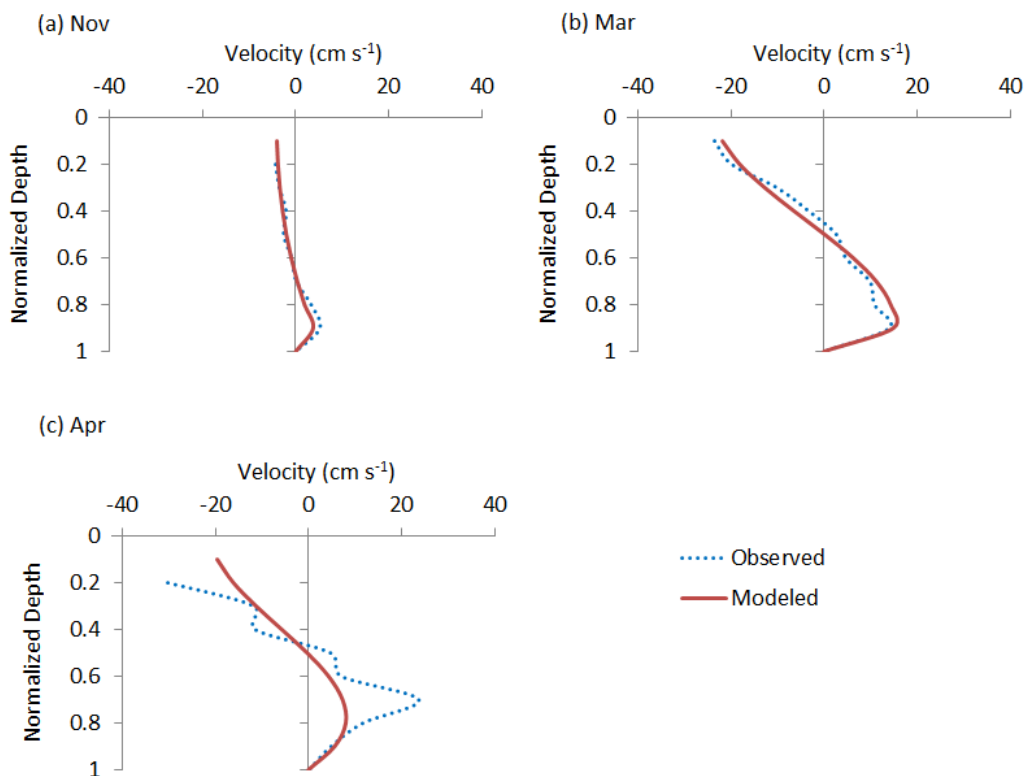 (a) Nov
Velocity (cm s⁻¹)
-40 -20 0 20 40
0
0.2
0.4
0.6
0.8
1
Normalized Depth
(b) Mar
Velocity (cm s⁻¹)
-40 -20 0 20 40
0
0.2
0.4
0.6
0.8
1
Normalized Depth
(c) Apr
Velocity (cm s⁻¹)
-40 -20 0 20 40
0
0.2
0.4
0.6
0.8
1
Normalized Depth
Observed
Modeled